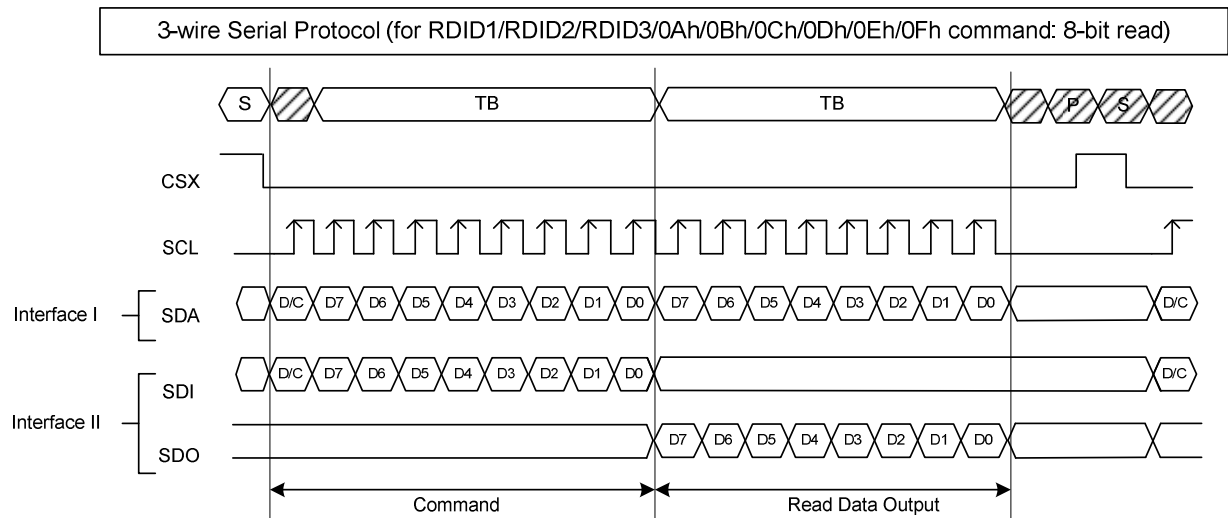 3-wire Serial Protocol (for RDID1/RDID2/RDID3/0Ah/0Bh/0Ch/0Dh/0Eh/0Fh command: 8-bit read)
S TB TB P S
CSX
SCL
Interface I
SDA D/C D7 D6 D5 D4 D3 D2 D1 D0 D7 D6 D5 D4 D3 D2 D1 D0 D/C
SDI D/C D7 D6 D5 D4 D3 D2 D1 D0 D/C
Interface II
SDO D7 D6 D5 D4 D3 D2 D1 D0
Command Read Data Output